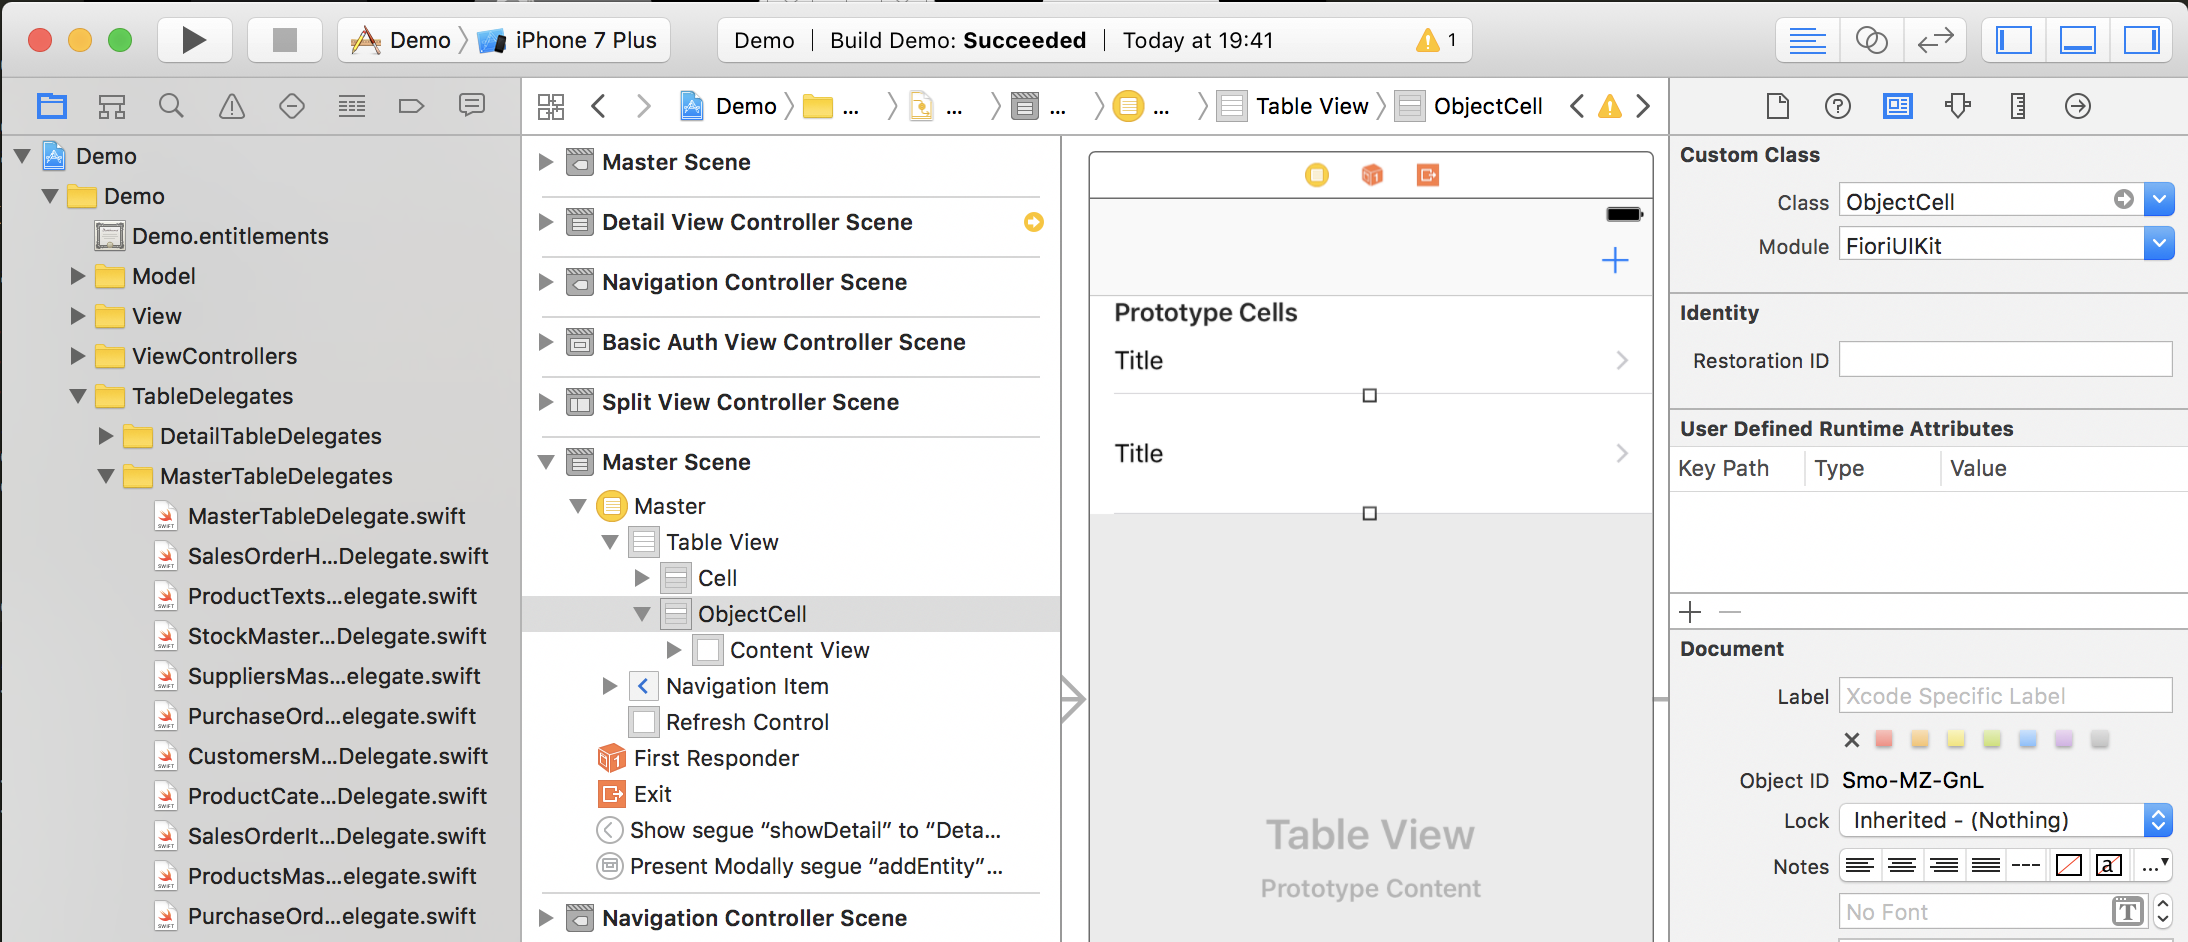 Demo iPhone 7 Plus
Demo | Build Demo: Succeeded | Today at 19:41 1
Demo
Demo
Demo.entitlements
Model
View
ViewControllers
TableDelegates
DetailTableDelegates
MasterTableDelegates
MasterTableDelegate.swift
SalesOrderH...Delegate.swift
ProductTexts...elegate.swift
StockMaster...Delegate.swift
SuppliersMas...elegate.swift
PurchaseOrd...elegate.swift
CustomersM...Delegate.swift
ProductCate...Delegate.swift
SalesOrderIt...Delegate.swift
ProductsMas...elegate.swift
PurchaseOrd...elegate.swift
Demo ... ... ... ... Table View ObjectCell
Master Scene
Detail View Controller Scene
Navigation Controller Scene
Basic Auth View Controller Scene
Split View Controller Scene
Master Scene
Master
Table View
Cell
ObjectCell
Content View
Navigation Item
Refresh Control
First Responder
Exit
Show segue “showDetail” to “Deta...
Present Modally segue “addEntity”...
Navigation Controller Scene
Prototype Cells
Title
Title
Table View
Prototype Content
Custom Class
Class ObjectCell
Module FioriUIKit
Identity
Restoration ID
User Defined Runtime Attributes
Key Path Type Value
Document
Label Xcode Specific Label
Object ID Smo-MZ-GnL
Lock Inherited - (Nothing)
Notes a ...
No Font T